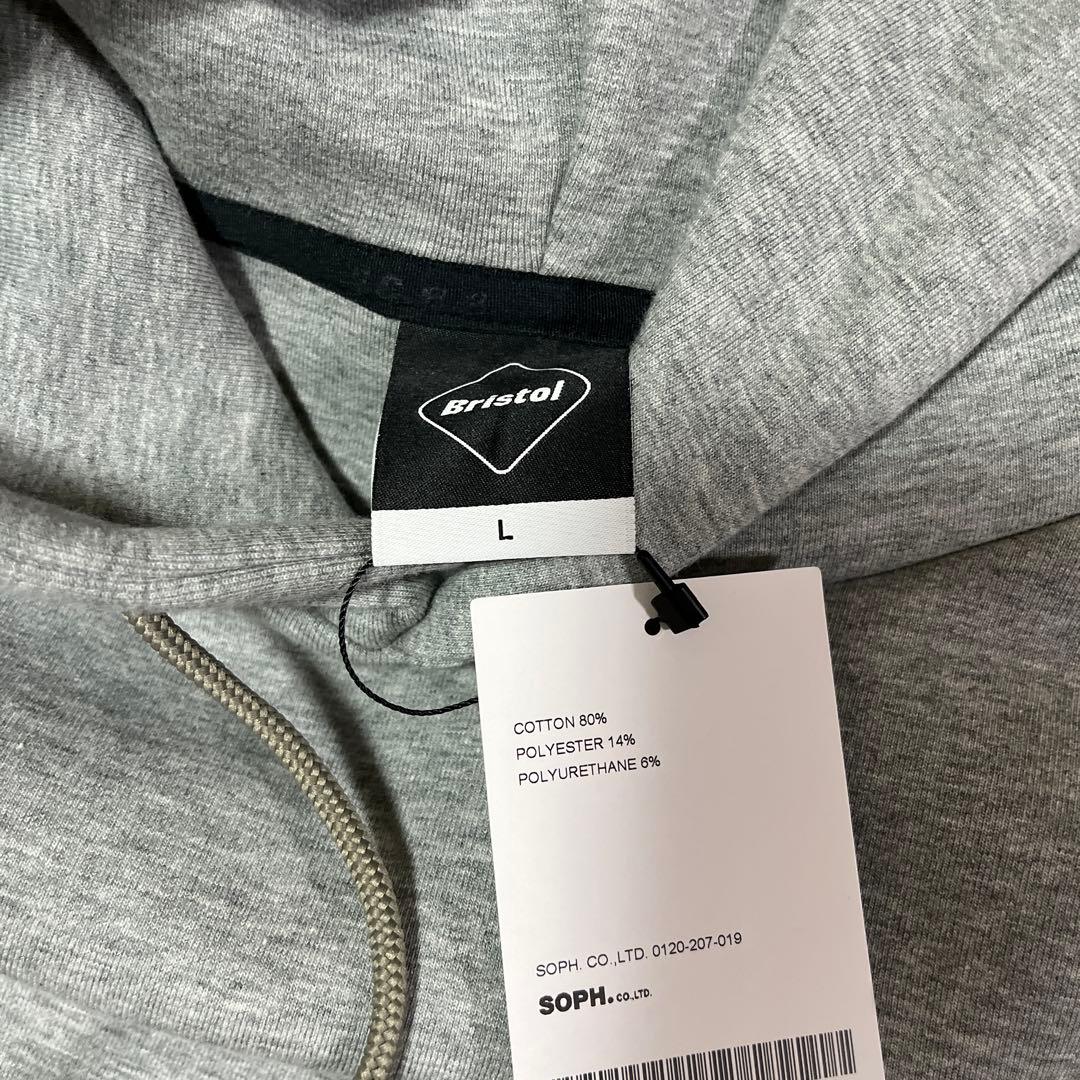 Bristol
L
COTTON 80%
POLYESTER 14%
POLYURETHANE 6%
SOPH. CO.,LTD. 0120-207-019
SOPH.CO.,LTD.